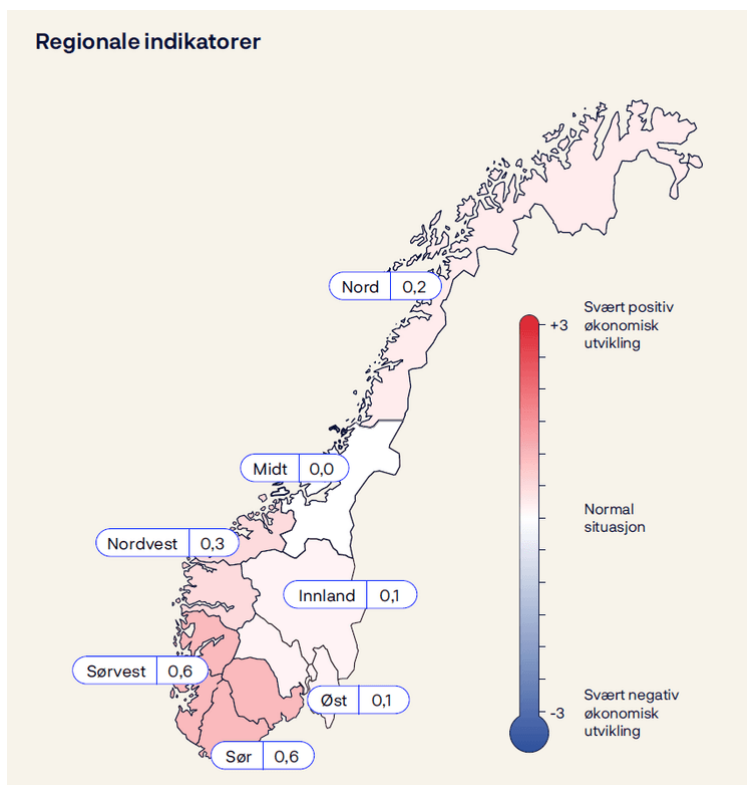 Regionale indikatorer
Nord 0,2
Svært positiv
+3 økonomisk
utvikling
Midt 0,0
Normal
situasjon
Nordvest 0,3
Innland 0,1
Sørvest 0,6
Øst 0,1
Svært negativ
-3 økonomisk
utvikling
Sør 0,6